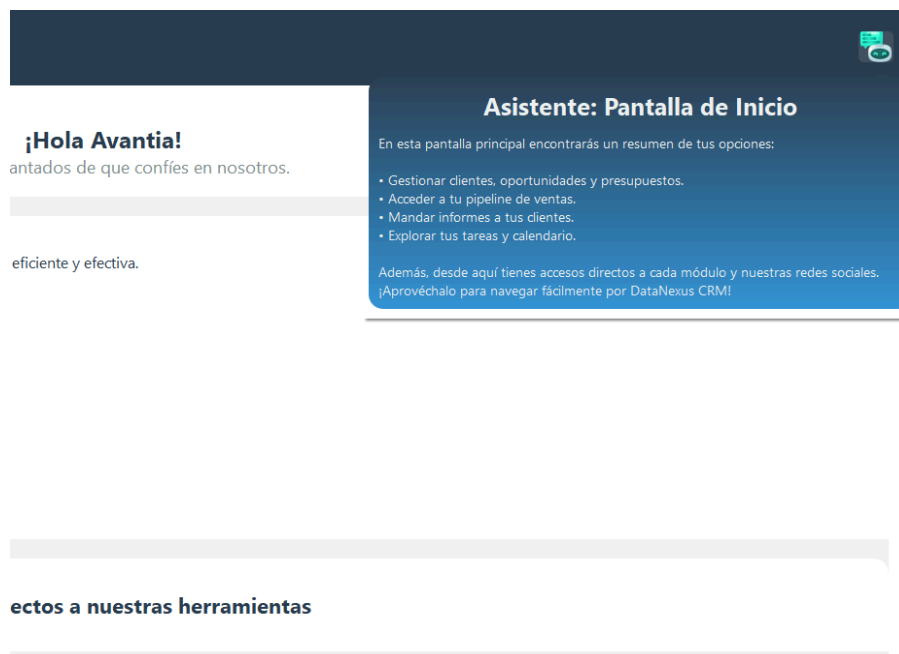 ¡Hola Avantia!
antados de que confíes en nosotros.
eficiente y efectiva.
Asistente: Pantalla de Inicio
En esta pantalla principal encontrarás un resumen de tus opciones:
• Gestionar clientes, oportunidades y presupuestos.
• Acceder a tu pipeline de ventas.
• Mandar informes a tus clientes.
• Explorar tus tareas y calendario.
Además, desde aquí tienes accesos directos a cada módulo y nuestras redes sociales.
¡Aprovéchalo para navegar fácilmente por DataNexus CRM!
ectos a nuestras herramientas